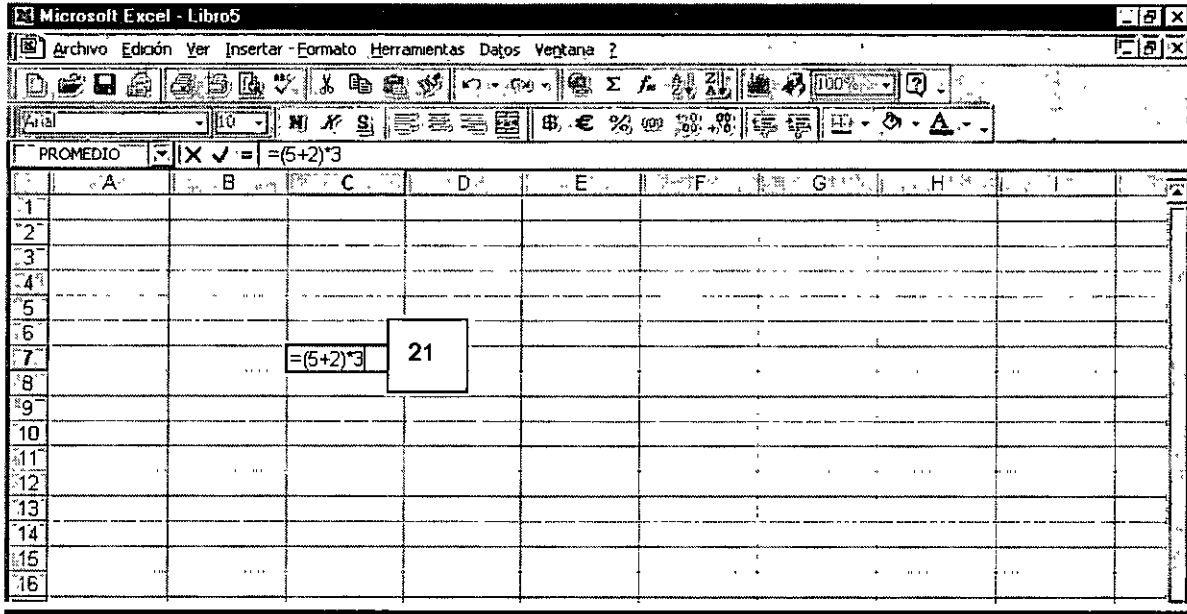 Microsoft Excel - Libro5
Archivo Edición Ver Insertar Formato Herramientas Datos Ventana ?
100%
Arial 10 N K S € % 000 A
PROMEDIO = =(5+2)*3
A B C D E F G H I
1
2
3
4
5
6
7 =(5+2)*3 21
8
9
10
11
12
13
14
15
16